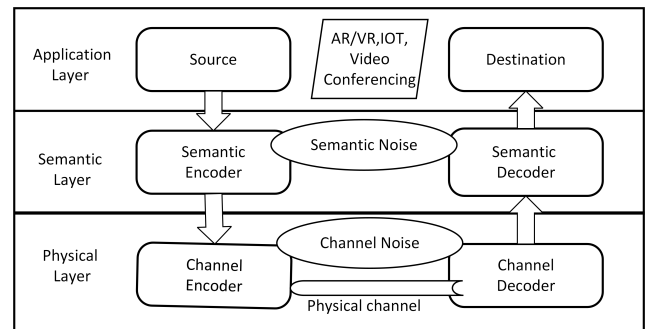 Application
Layer
Source
AR/VR,IOT,
Video
Conferencing
Destination
Semantic
Layer
Semantic
Encoder
Semantic Noise
Semantic
Decoder
Physical
Layer
Channel
Encoder
Channel Noise
Physical channel
Channel
Decoder